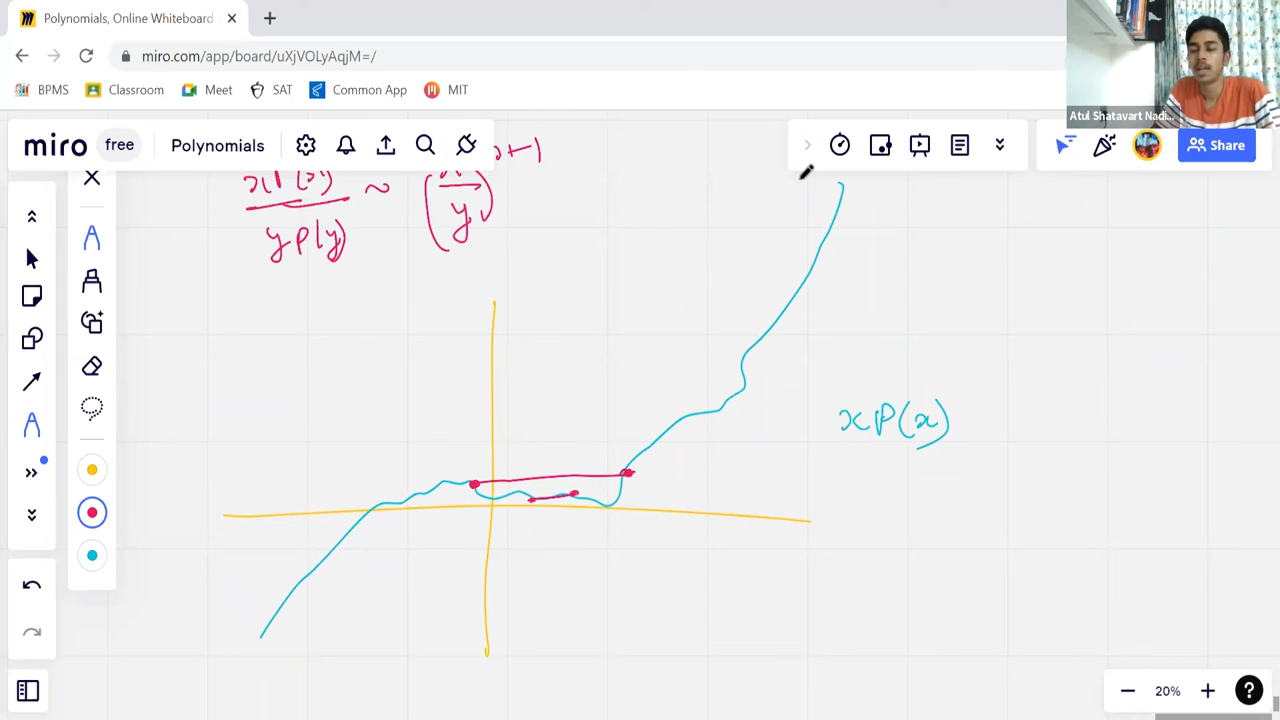 Polynomials, Online Whiteboard
miro.com/app/board/uXjVOLyAqjM=/
BPMS Classroom Meet SAT Common App MIT
Atul Shatavart Nadi...
miro free Polynomials
Share
xP(x)
yP(y)
~
y
+1
xP(x)
20%